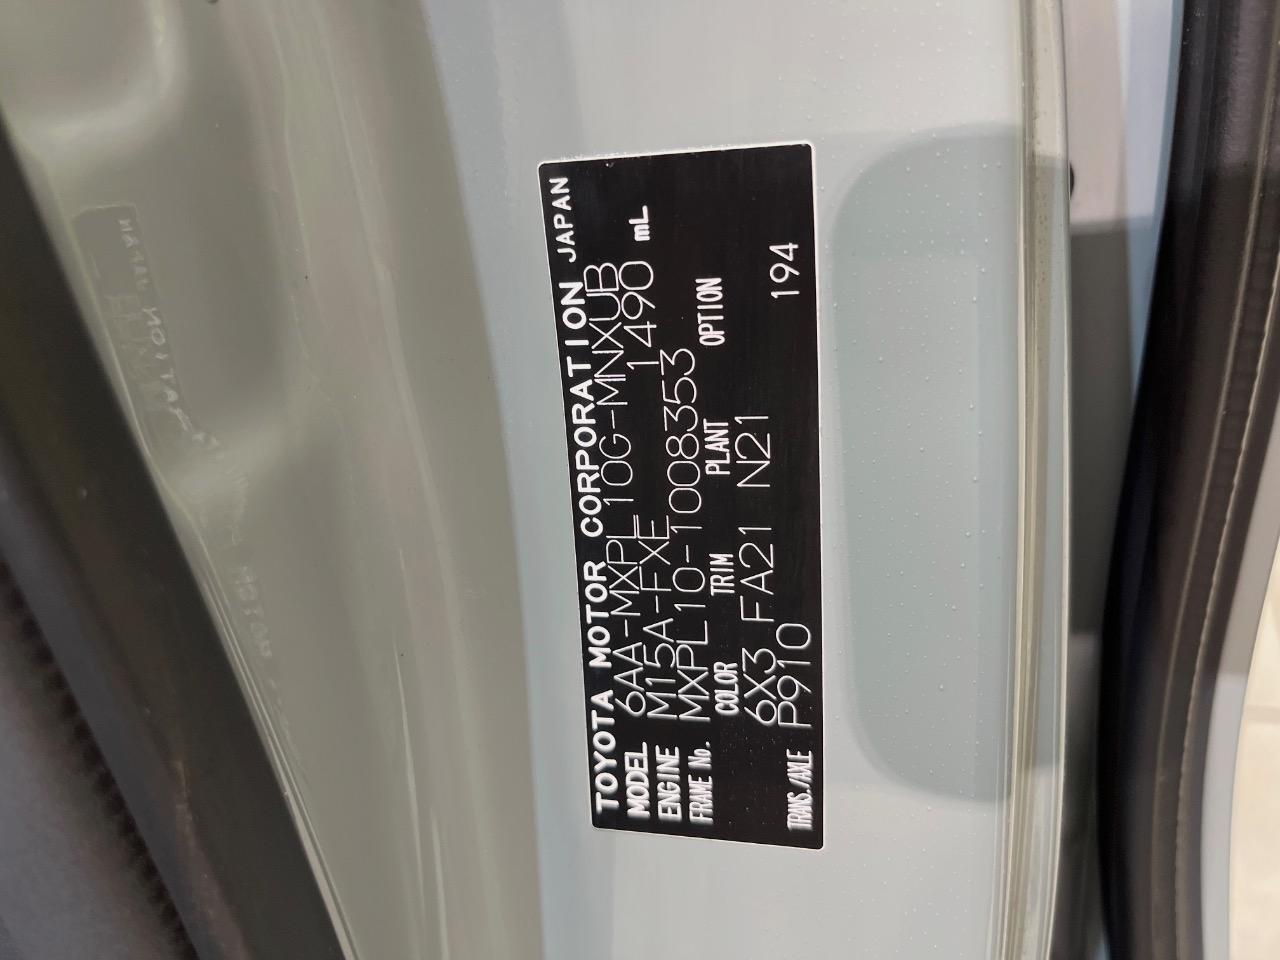 TOYOTA MOTOR CORPORATION JAPAN
MODEL 6AA-MXPL10G-MNXUB
ENGINE M15A-FXE 1490 mL
FRAME No. MXPL10-1008353
COLOR TRIM PLANT OPTION
6X3 FA21 N21
TRANS./AXLE P910 194